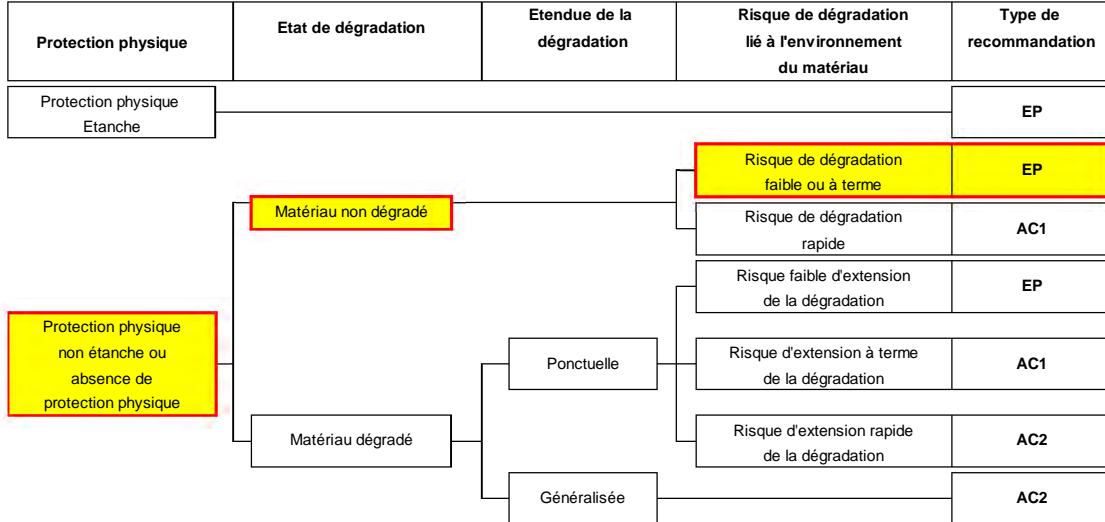 Protection physique
Etat de dégradation
Etendue de la
dégradation
Risque de dégradation
lié à l'environnement
du matériau
Type de
recommandation
Protection physique
Etanche
EP
Risque de dégradation
faible ou à terme
EP
Matériau non dégradé
Risque de dégradation
rapide
AC1
Risque faible d'extension
de la dégradation
EP
Protection physique
non étanche ou
absence de
protection physique
Ponctuelle
Risque d'extension à terme
de la dégradation
AC1
Matériau dégradé
Risque d'extension rapide
de la dégradation
AC2
Généralisée
AC2